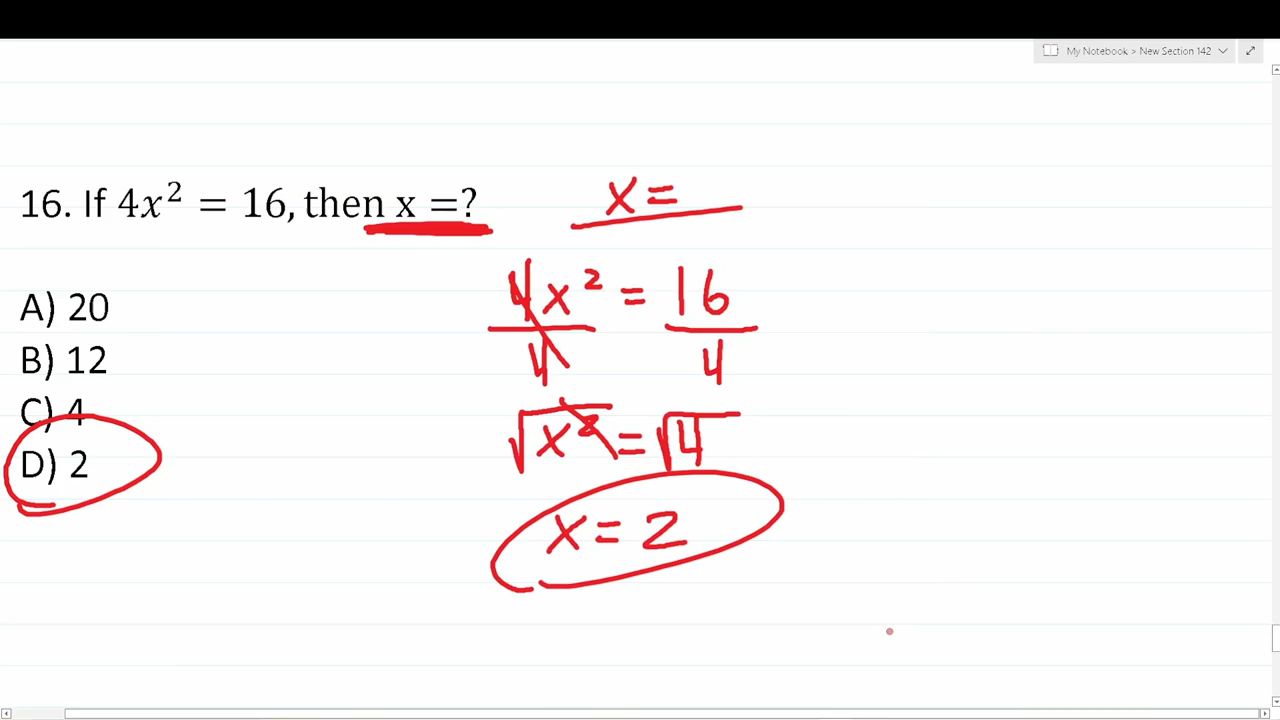 My Notebook > New Section 142
16. If 4x² = 16, then x =?
x =
4x² = 16
4 4
√x² = √4
x = 2
A) 20
B) 12
C) 4
D) 2